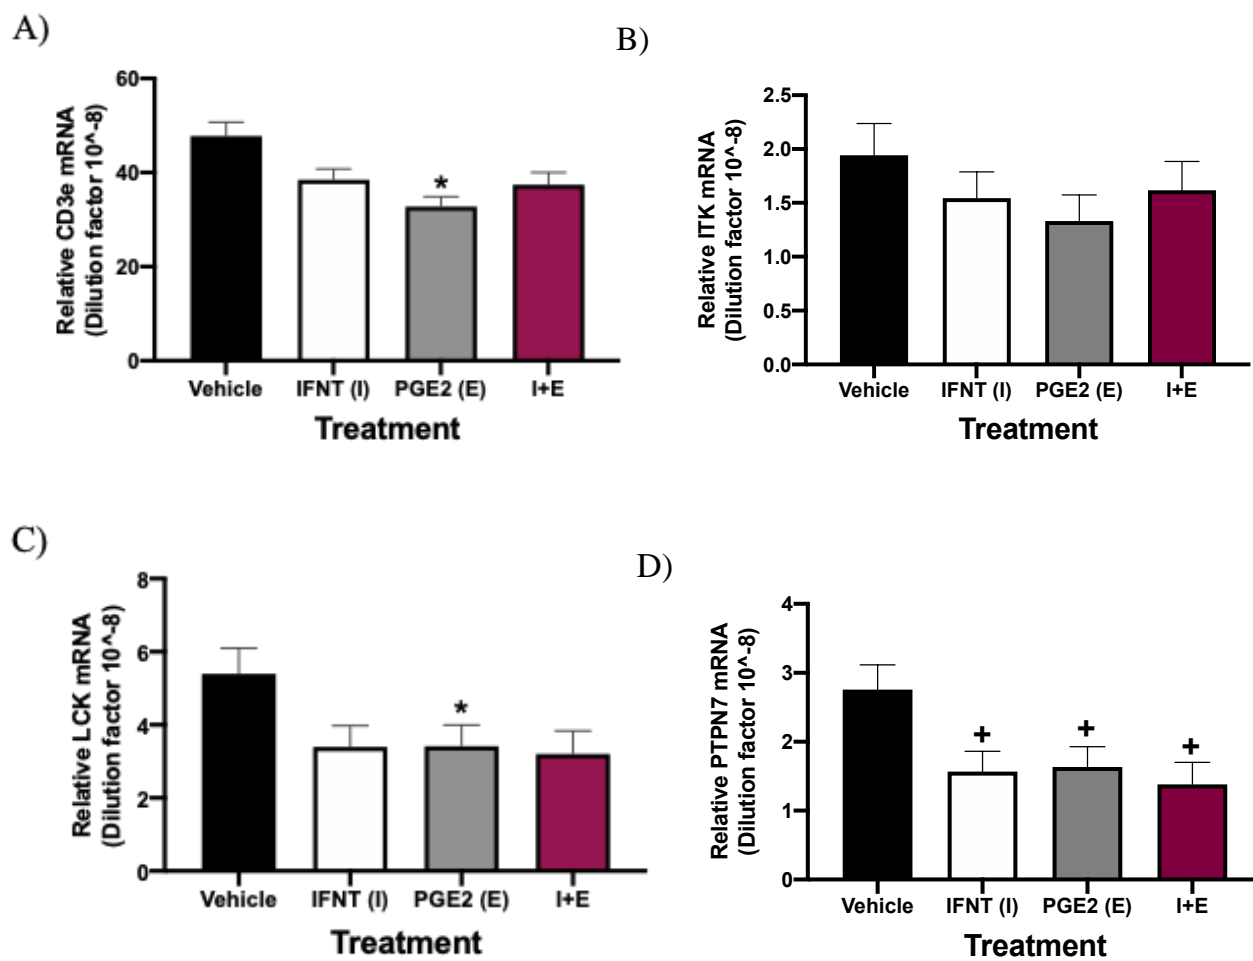 A)
Relative CD3e mRNA
(Dilution factor 10^-8)
60
40
20
0
*
Vehicle IFNT (I) PGE2 (E) I+E
Treatment
B)
Relative ITK mRNA
(Dilution factor 10^-8)
2.5
2.0
1.5
1.0
0.5
0.0
Vehicle IFNT (I) PGE2 (E) I+E
Treatment
C)
Relative LCK mRNA
(Dilution factor 10^-8)
8
6
4
2
0
*
Vehicle IFNT (I) PGE2 (E) I+E
Treatment
D)
Relative PTPN7 mRNA
(Dilution factor 10^-8)
4
3
2
1
0
+ + +
Vehicle IFNT (I) PGE2 (E) I+E
Treatment